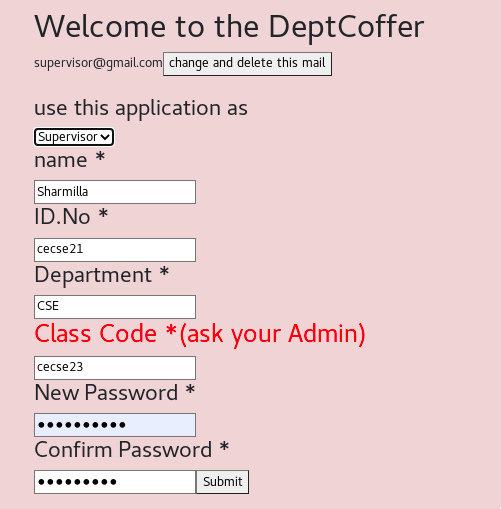 Welcome to the DeptCoffer
supervisor@gmail.com change and delete this mail
use this application as
Supervisor
name *
Sharmilla
ID.No *
cecse21
Department *
CSE
Class Code *(ask your Admin)
cecse23
New Password *
●●●●●●●●●●
Confirm Password *
●●●●●●●●● Submit